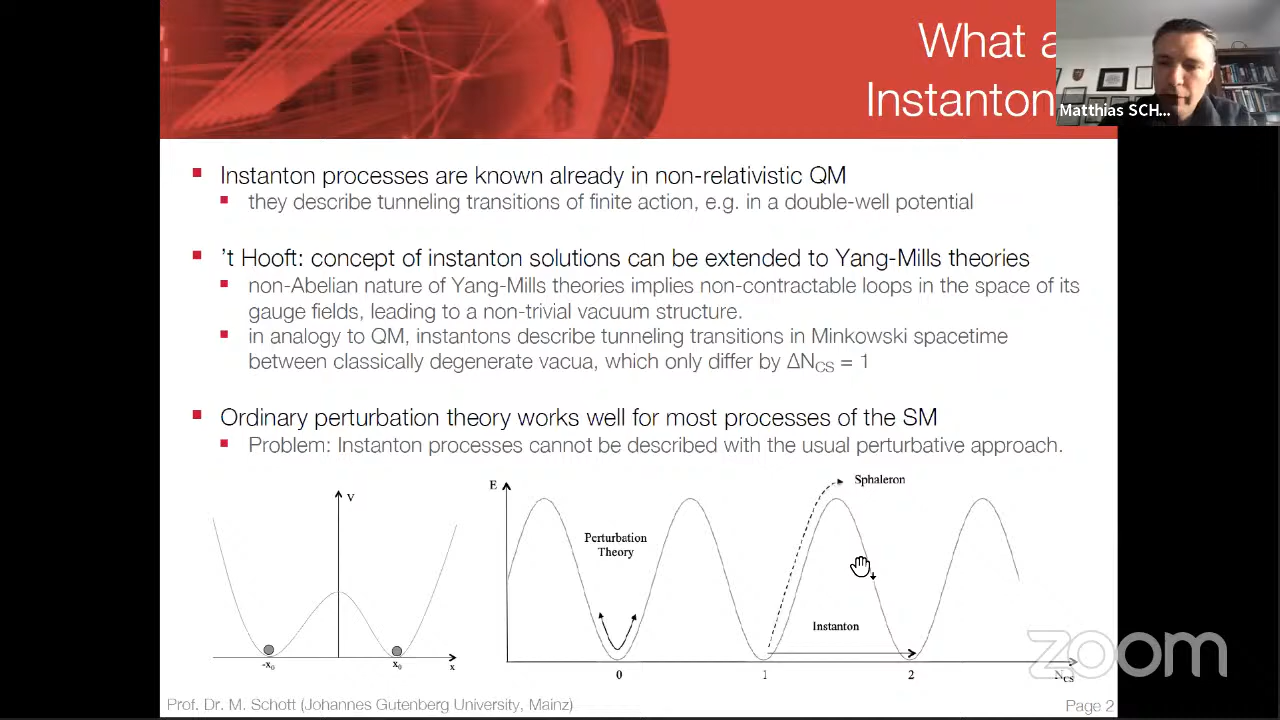 What a
Instanton
Matthias SCH...
Instanton processes are known already in non-relativistic QM
they describe tunneling transitions of finite action, e.g. in a double-well potential
't Hooft: concept of instanton solutions can be extended to Yang-Mills theories
non-Abelian nature of Yang-Mills theories implies non-contractable loops in the space of its
gauge fields, leading to a non-trivial vacuum structure.
in analogy to QM, instantons describe tunneling transitions in Minkowski spacetime
between classically degenerate vacua, which only differ by ΔNCS = 1
Ordinary perturbation theory works well for most processes of the SM
Problem: Instanton processes cannot be described with the usual perturbative approach.
V
-x₀
x₀
x
E
Perturbation
Theory
Sphaleron
Instanton
0
1
2
NCS
zoom
Prof. Dr. M. Schott (Johannes Gutenberg University, Mainz)
Page 2